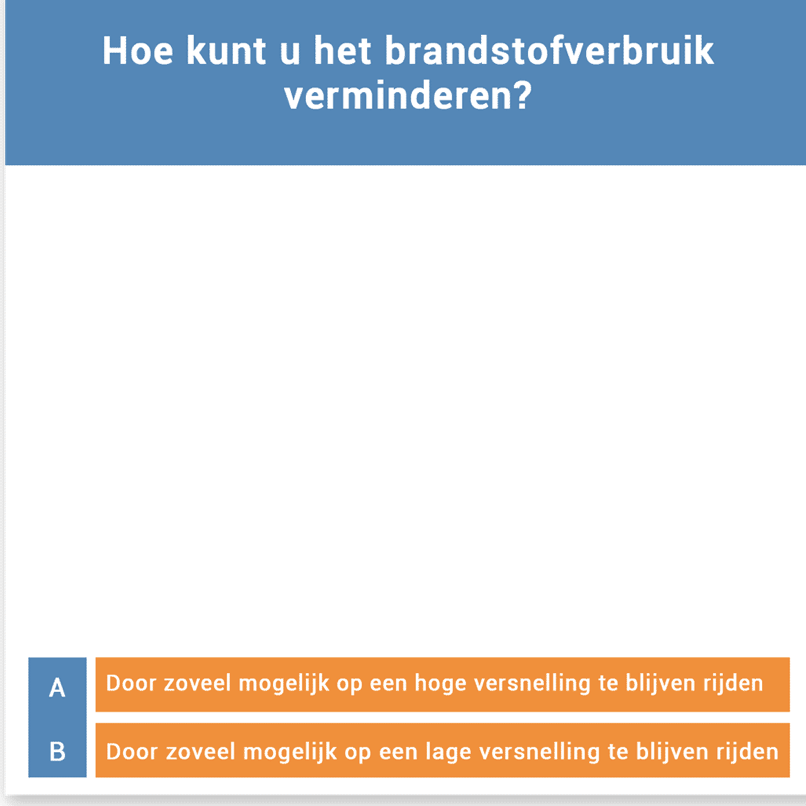 Hoe kunt u het brandstofverbruik
verminderen?
A
Door zoveel mogelijk op een hoge versnelling te blijven rijden
B
Door zoveel mogelijk op een lage versnelling te blijven rijden